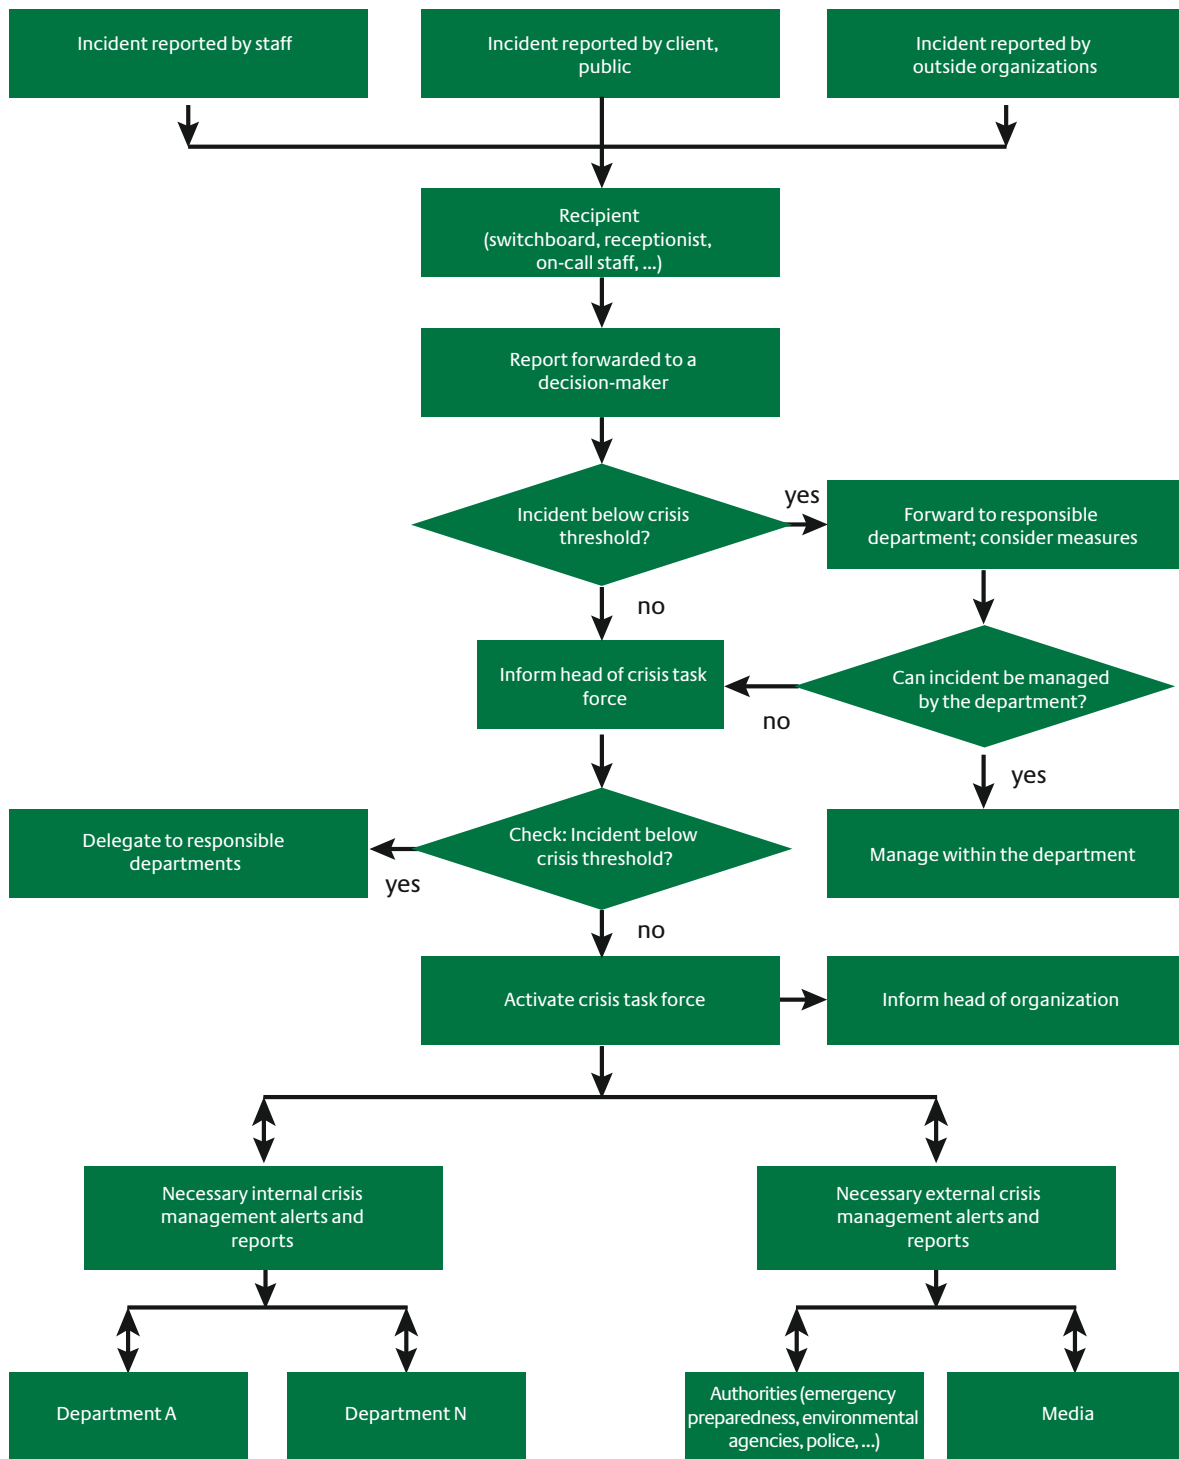 Incident reported by staff
Incident reported by client,
public
Incident reported by
outside organizations
Recipient
(switchboard, receptionist,
on-call staff, ...)
Report forwarded to a
decision-maker
Incident below crisis
threshold?
yes
Forward to responsible
department; consider measures
no
Inform head of crisis task
force
Can incident be managed
by the department?
no
yes
Delegate to responsible
departments
Check: Incident below
crisis threshold?
Manage within the department
yes
no
Activate crisis task force
Inform head of organization
Necessary internal crisis
management alerts and
reports
Necessary external crisis
management alerts and
reports
Department A
Department N
Authorities (emergency
preparedness, environmental
agencies, police, ...)
Media